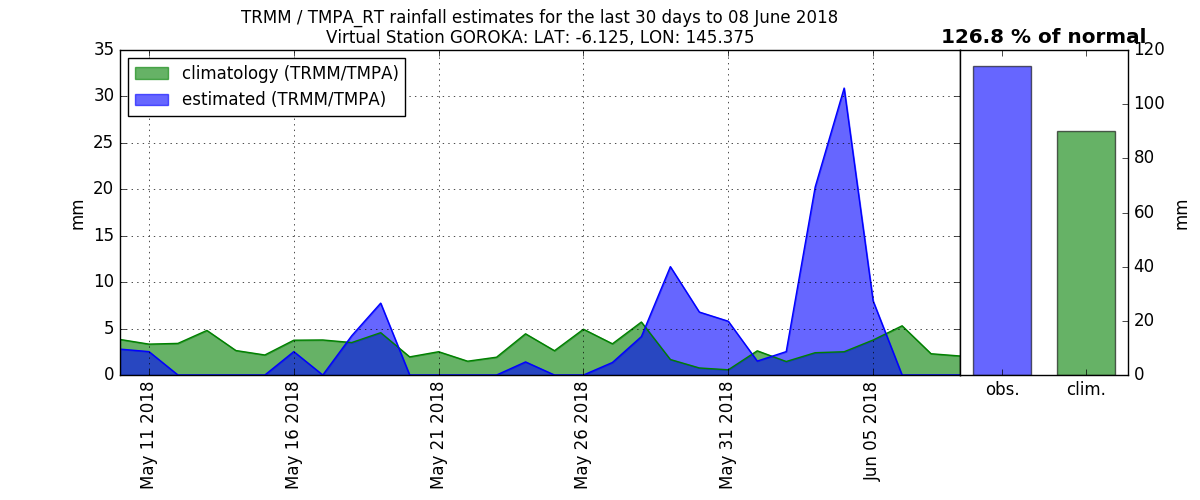 TRMM / TMPA_RT rainfall estimates for the last 30 days to 08 June 2018
Virtual Station GOROKA: LAT: -6.125, LON: 145.375
126.8 % of normal
climatology (TRMM/TMPA)
estimated (TRMM/TMPA)
mm
35
30
25
20
15
10
5
0
May 11 2018
May 16 2018
May 21 2018
May 26 2018
May 31 2018
Jun 05 2018
obs.
clim.
120
100
80
60
40
20
0
mm